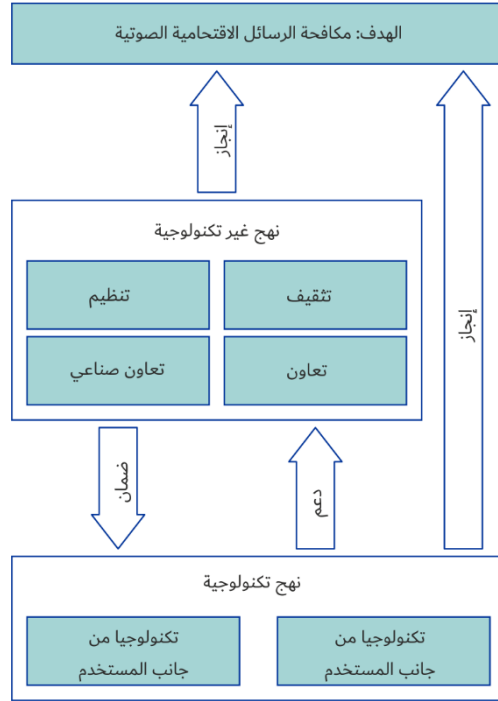 الهدف: مكافحة الرسائل الاقتحامية الصوتية
إنجاز
إنجاز
نهج غير تكنولوجية
تثقيف
تنظيم
تعاون
تعاون صناعي
دعم
ضمان
نهج تكنولوجية
تكنولوجيا من
جانب المستخدم
تكنولوجيا من
جانب المستخدم